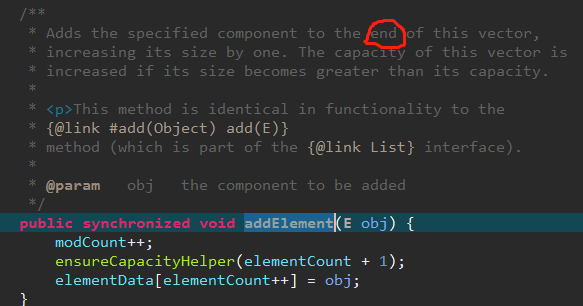 /**
 * Adds the specified component to the end of this vector,
 * increasing its size by one. The capacity of this vector is
 * increased if its size becomes greater than its capacity.
 *
 * <p>This method is identical in functionality to the
 * {@link #add(Object) add(E)}
 * method (which is part of the {@link List} interface).
 *
 * @param   obj   the component to be added
 */
public synchronized void addElement(E obj) {
    modCount++;
    ensureCapacityHelper(elementCount + 1);
    elementData[elementCount++] = obj;
}